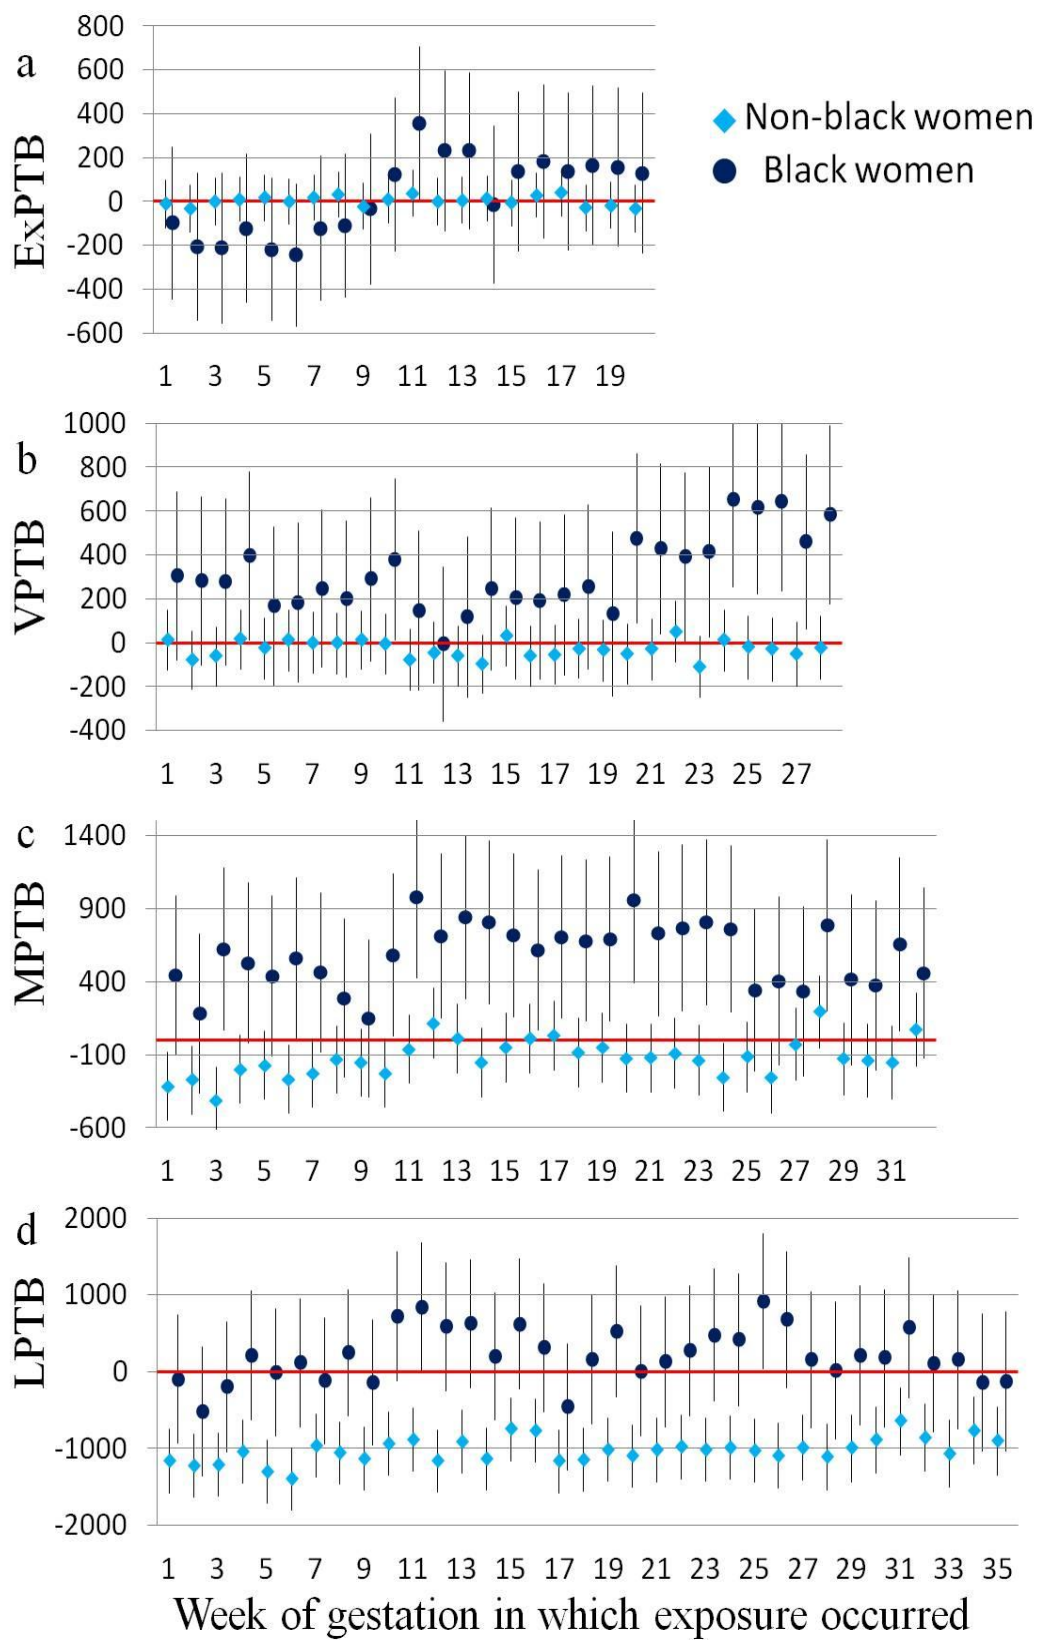 a
ExPTB
800
600
400
200
0
-200
-400
-600
1 3 5 7 9 11 13 15 17 19
Non-black women
Black women
b
VPTB
1000
800
600
400
200
0
-200
-400
1 3 5 7 9 11 13 15 17 19 21 23 25 27
c
MPTB
1400
900
400
-100
-600
1 3 5 7 9 11 13 15 17 19 21 23 25 27 29 31
d
LPTB
2000
1000
0
-1000
-2000
1 3 5 7 9 11 13 15 17 19 21 23 25 27 29 31 33 35
Week of gestation in which exposure occurred